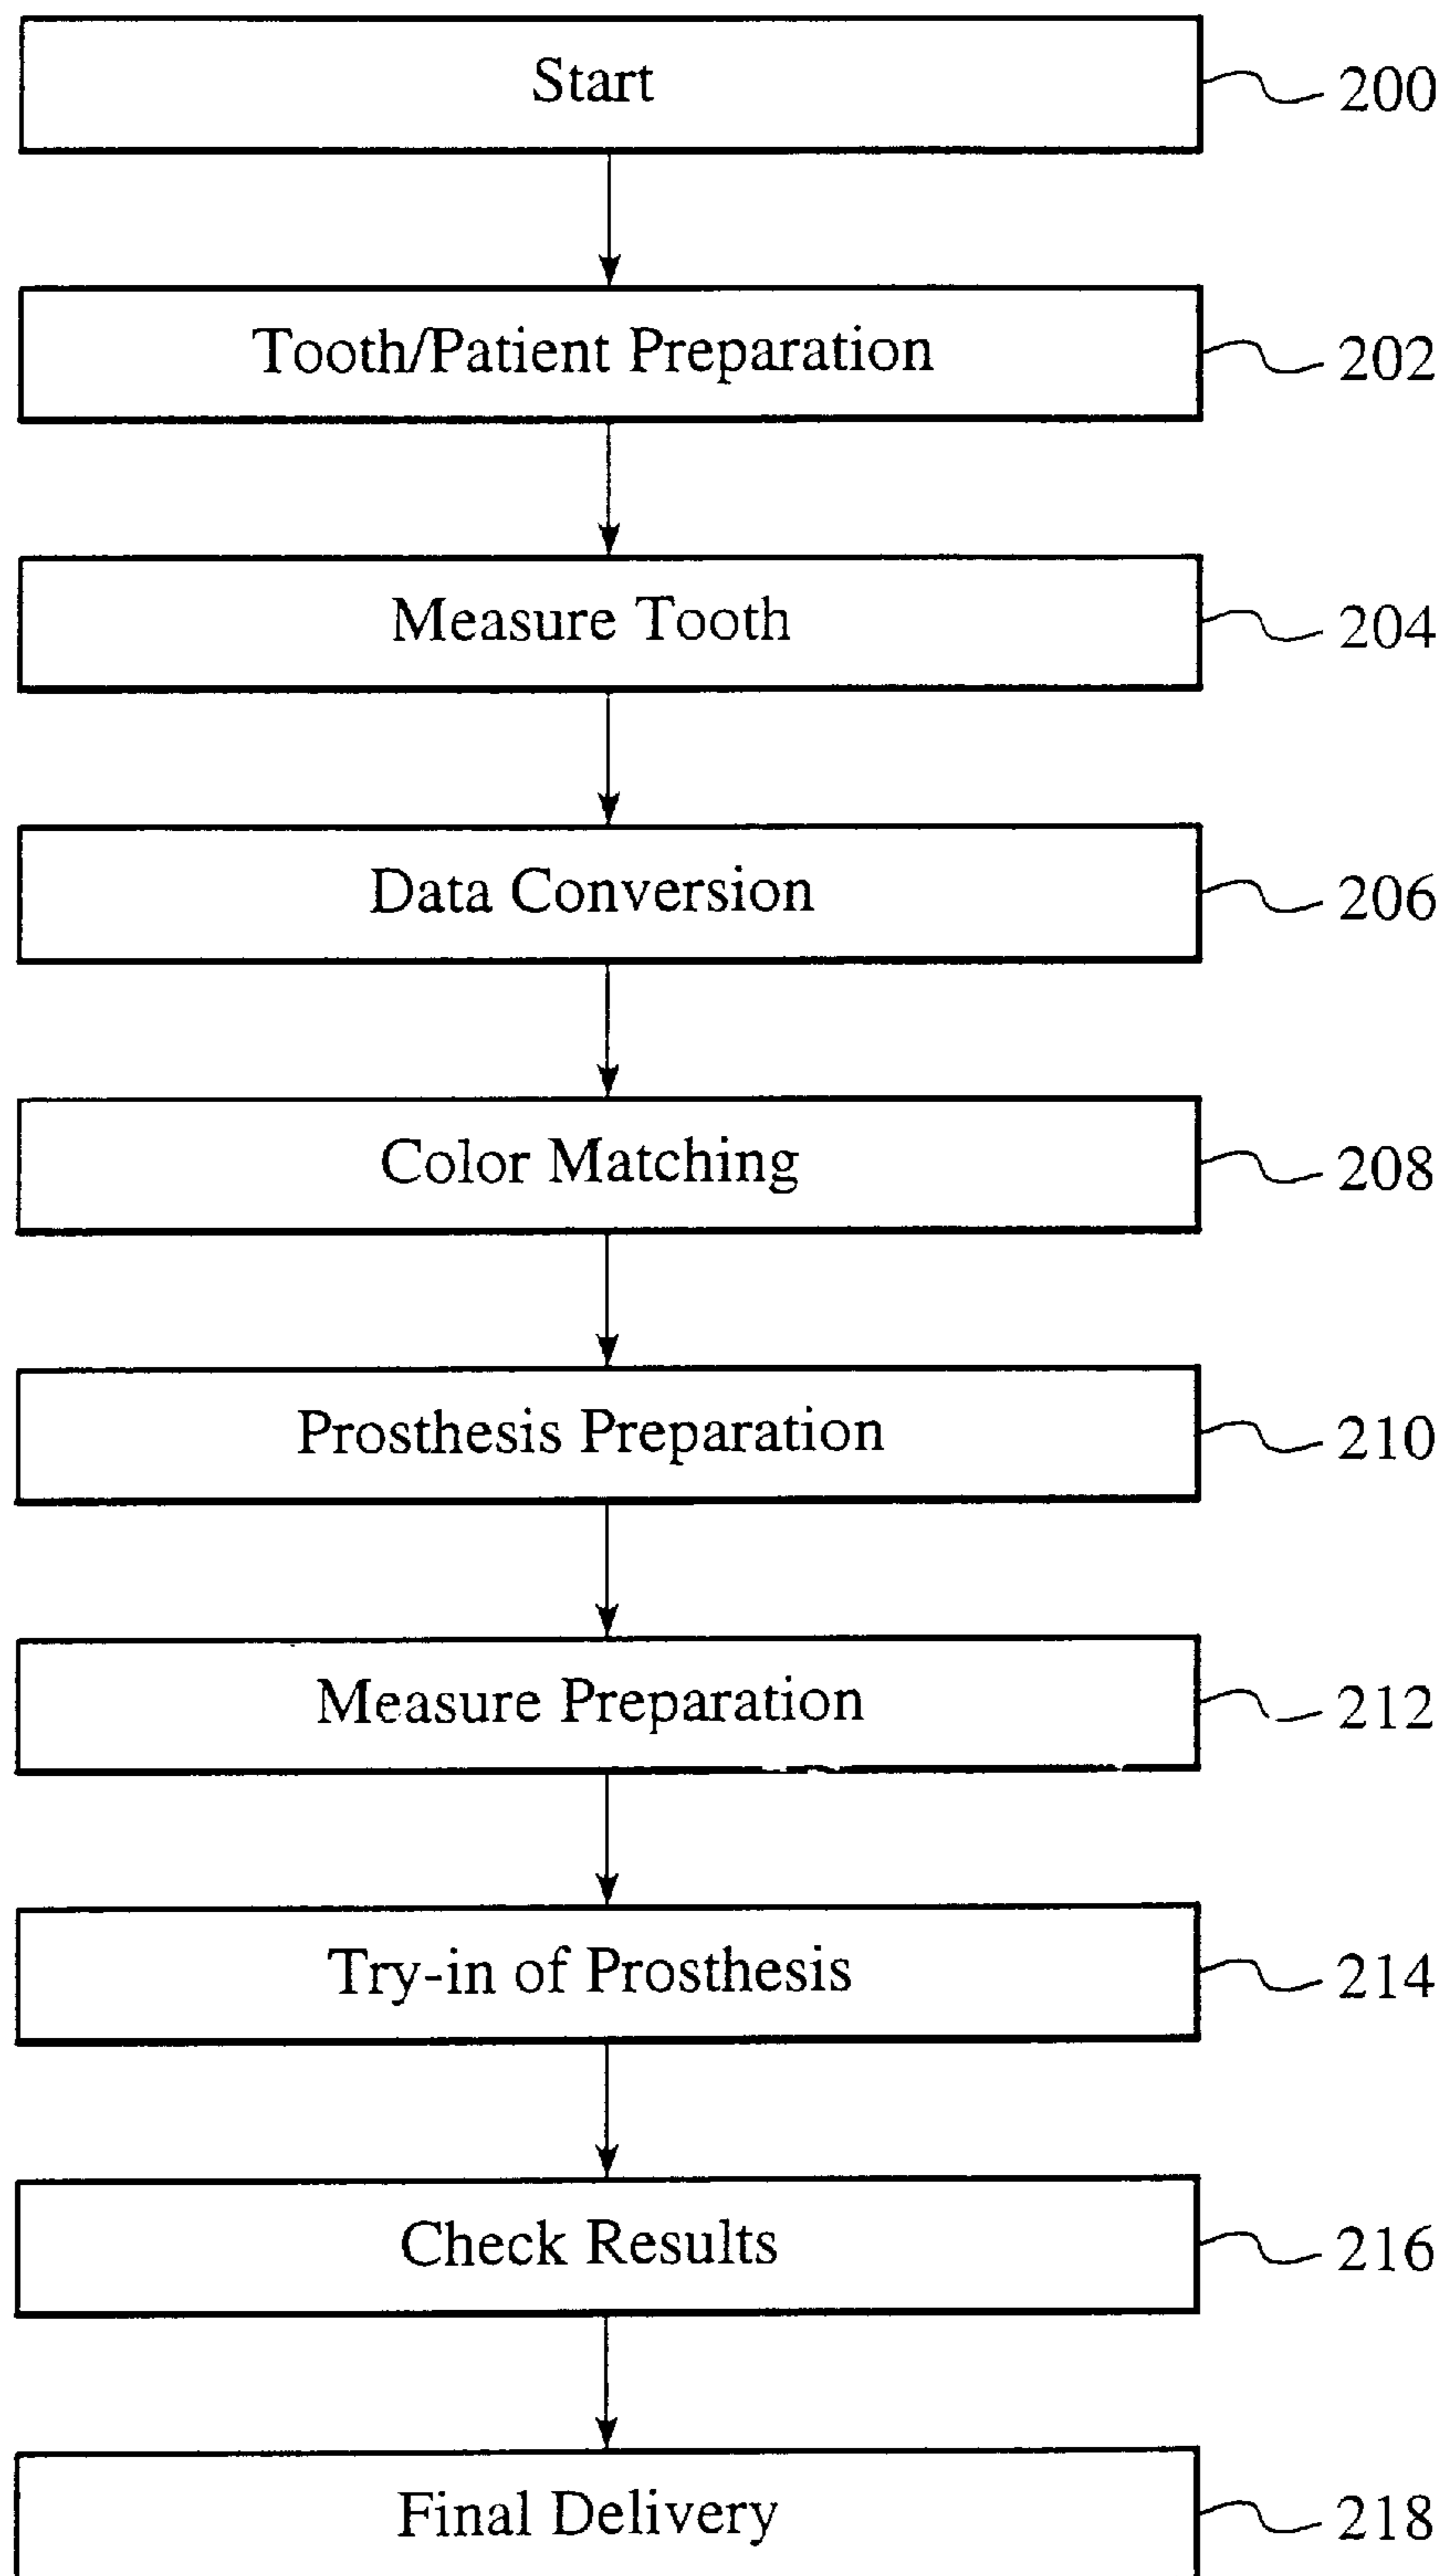 Start 200
Tooth/Patient Preparation 202
Measure Tooth 204
Data Conversion 206
Color Matching 208
Prosthesis Preparation 210
Measure Preparation 212
Try-in of Prosthesis 214
Check Results 216
Final Delivery 218